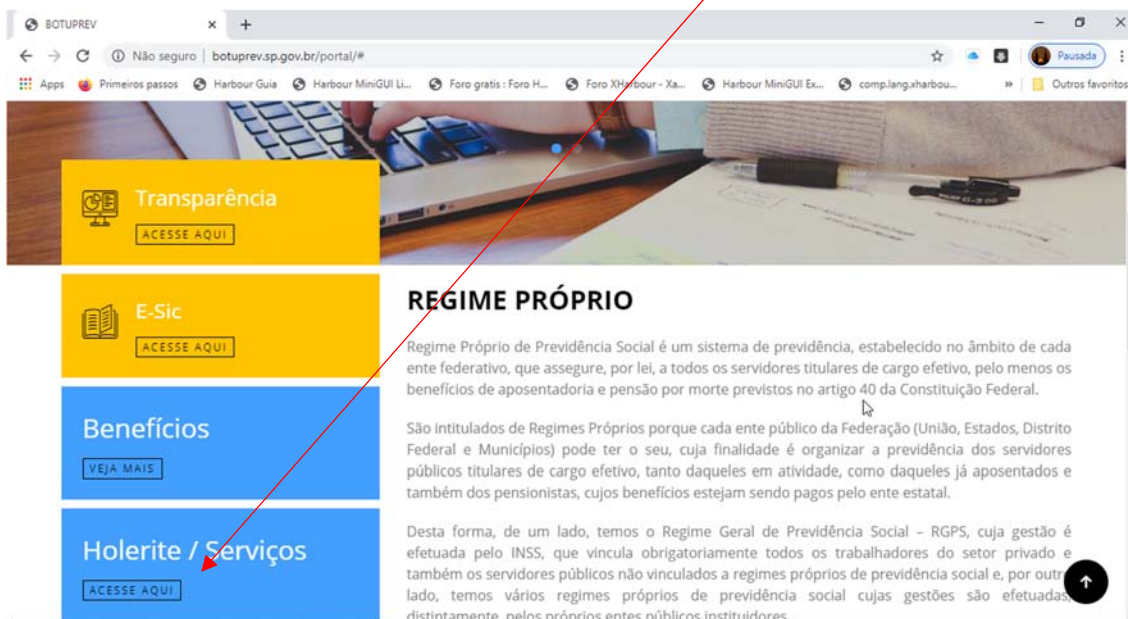 BOTUPREV
Não seguro | botuprev.sp.gov.br/portal/#
Pausada
Apps Primeiros passos Harbour Guia Harbour MiniGUI Li... Foro gratis : Foro H... Foro XHarbour - Xa... Harbour MiniGUI Ex... comp.lang.xharbou... » Outros favoritos
Transparência
ACESSE AQUI
E-Sic
ACESSE AQUI
Benefícios
VEJA MAIS
Holerite / Serviços
ACESSE AQUI
REGIME PRÓPRIO
Regime Próprio de Previdência Social é um sistema de previdência, estabelecido no âmbito de cada
ente federativo, que assegure, por lei, a todos os servidores titulares de cargo efetivo, pelo menos os
benefícios de aposentadoria e pensão por morte previstos no artigo 40 da Constituição Federal.
São intitulados de Regimes Próprios porque cada ente público da Federação (União, Estados, Distrito
Federal e Municípios) pode ter o seu, cuja finalidade é organizar a previdência dos servidores
públicos titulares de cargo efetivo, tanto daqueles em atividade, como daqueles já aposentados e
também dos pensionistas, cujos benefícios estejam sendo pagos pelo ente estatal.
Desta forma, de um lado, temos o Regime Geral de Previdência Social – RGPS, cuja gestão é
efetuada pelo INSS, que vincula obrigatoriamente todos os trabalhadores do setor privado e
também os servidores públicos não vinculados a regimes próprios de previdência social e, por outro
lado, temos vários regimes próprios de previdência social cujas gestões são efetuadas,
distintamente, pelos próprios entes públicos instituidores.